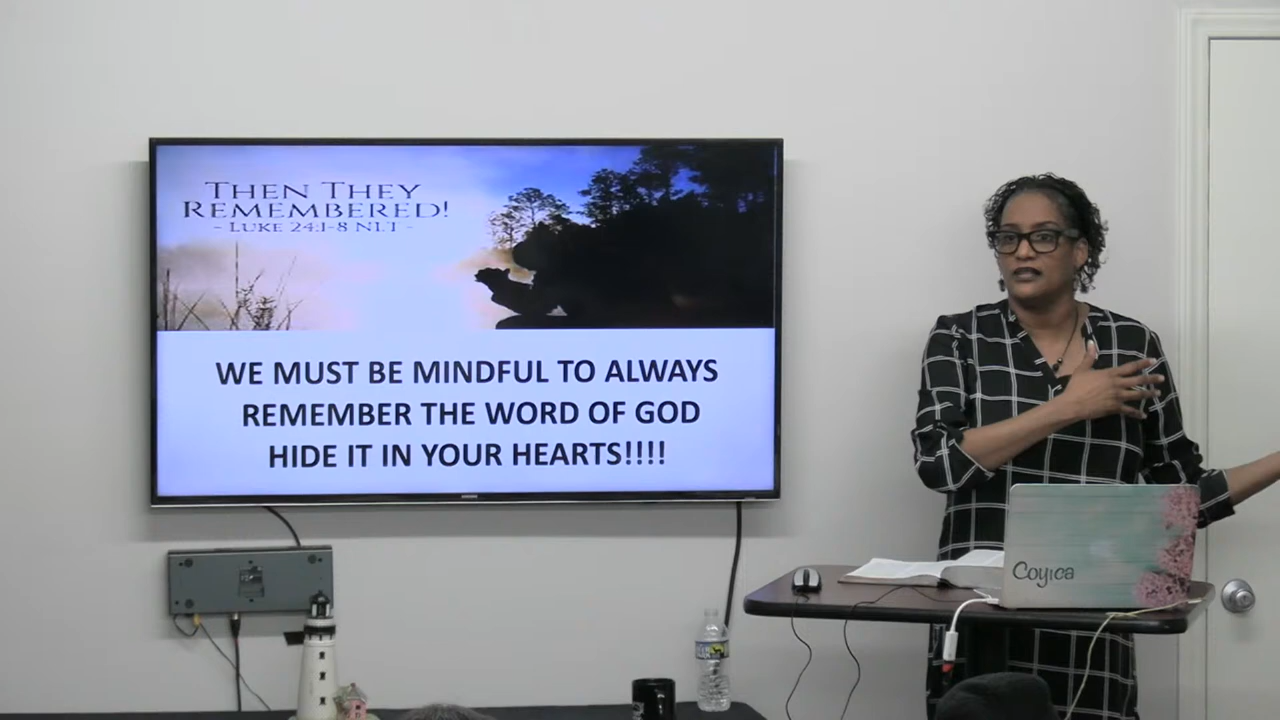 THEN THEY
REMEMBERED!
- LUKE 24:1-8 NLT -
WE MUST BE MINDFUL TO ALWAYS
REMEMBER THE WORD OF GOD
HIDE IT IN YOUR HEARTS!!!!
Coyica